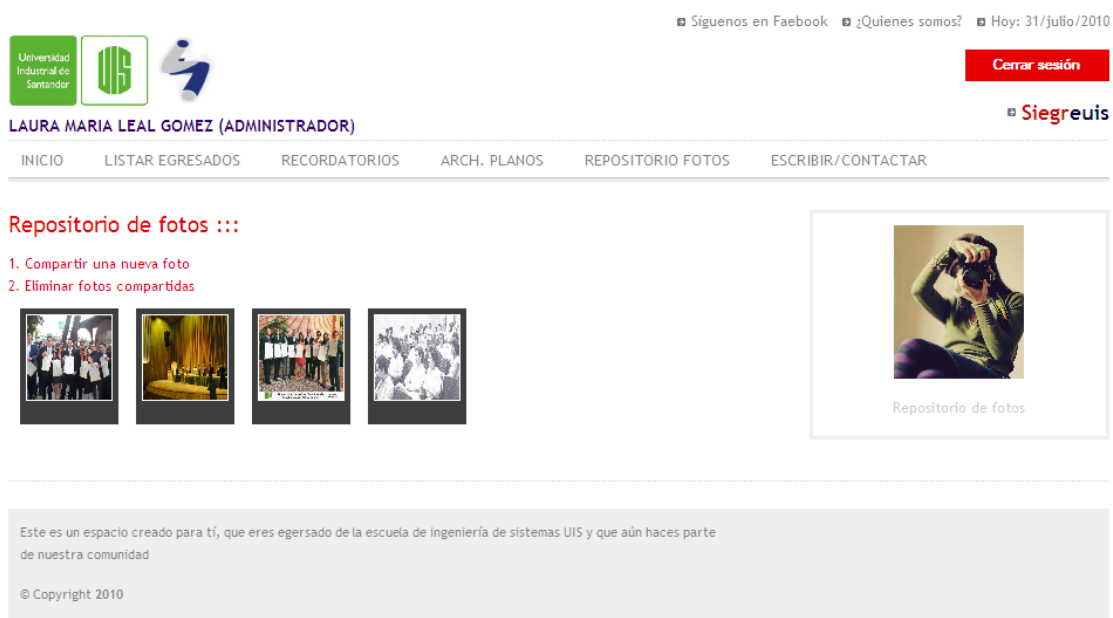 Síguenos en Faebook ¿Quienes somos? Hoy: 31/julio/2010
Universidad
Industrial de
Santander
UIS
Cerrar sesión
Siegreuis
LAURA MARIA LEAL GOMEZ (ADMINISTRADOR)
INICIO LISTAR EGRESADOS RECORDATORIOS ARCH. PLANOS REPOSITORIO FOTOS ESCRIBIR/CONTACTAR
Repositorio de fotos :::
1. Compartir una nueva foto
2. Eliminar fotos compartidas
Repositorio de fotos
Este es un espacio creado para tí, que eres egersado de la escuela de ingeniería de sistemas UIS y que aún haces parte
de nuestra comunidad
© Copyright 2010